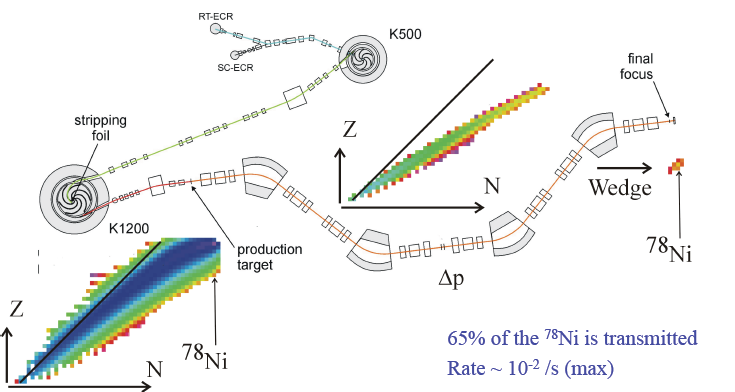 RT-ECR
K500
SC-ECR
final
focus
stripping
foil
Z
N
Wedge
K1200
production
target
78Ni
Δp
Z
N
78Ni
65% of the 78Ni is transmitted
Rate ~ 10-2 /s (max)